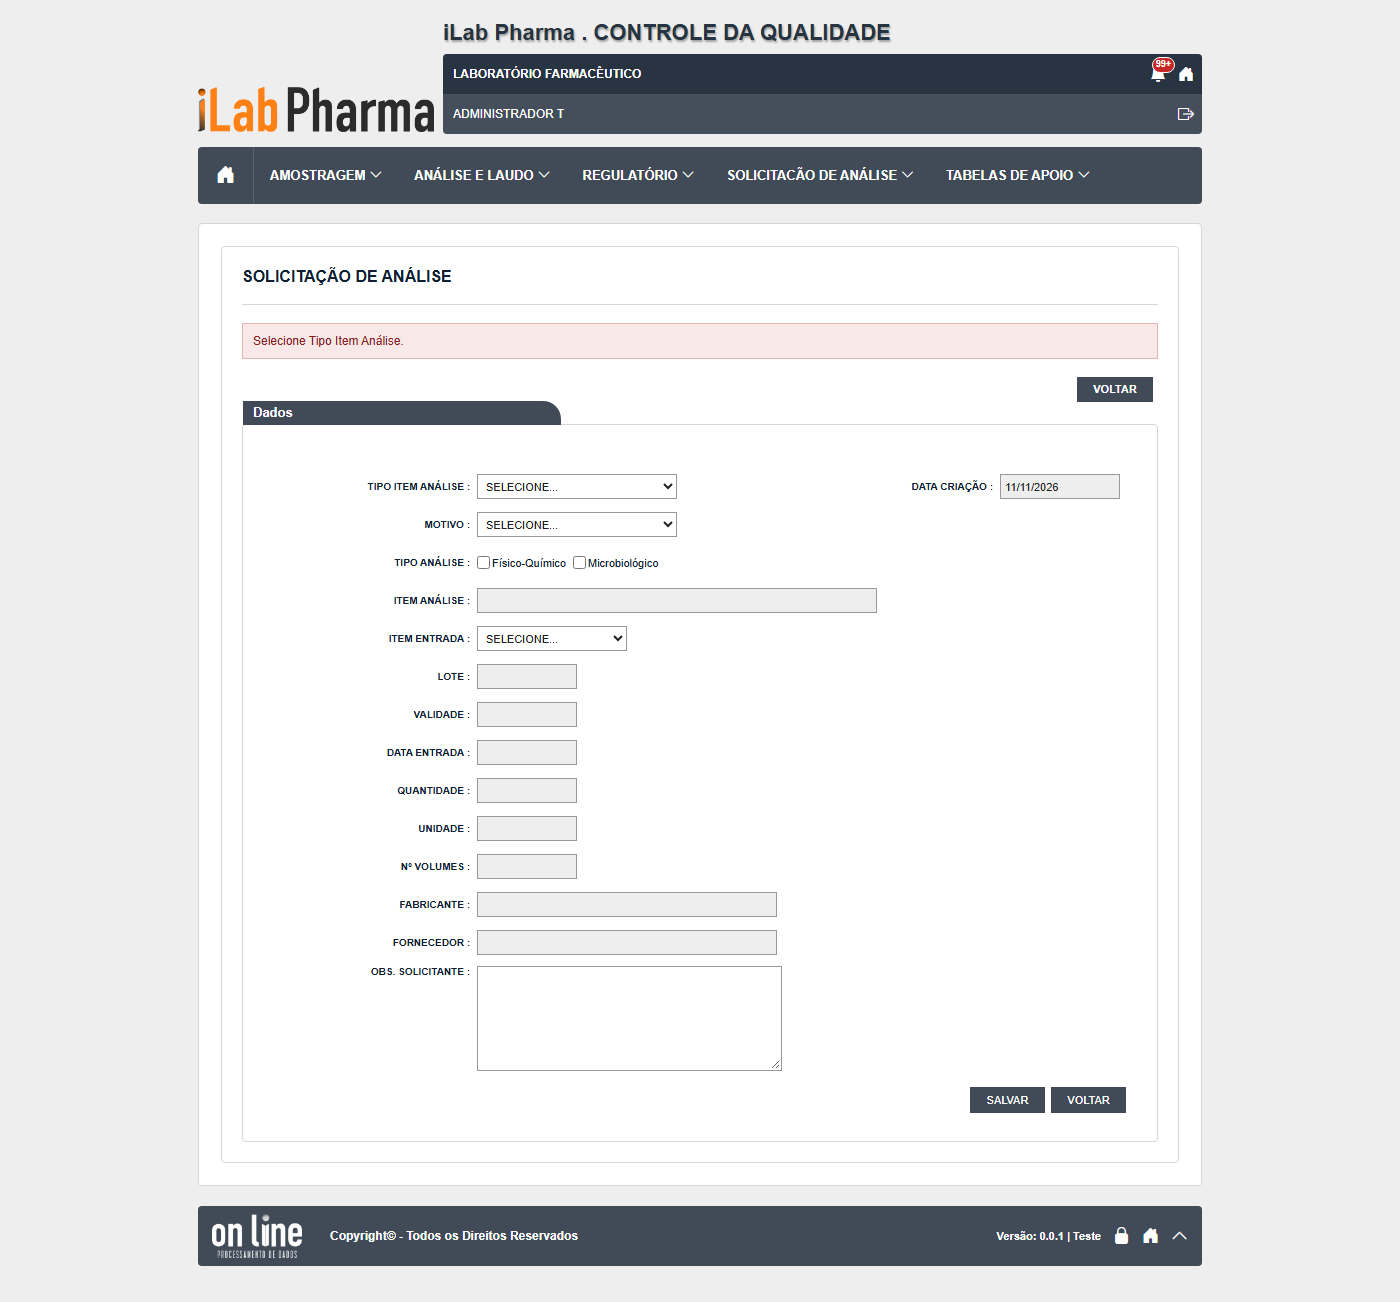 iLab Pharma . CONTROLE DA QUALIDADE
iLab Pharma
LABORATÓRIO FARMACÊUTICO
99+
ADMINISTRADOR T
AMOSTRAGEM ANÁLISE E LAUDO REGULATÓRIO SOLICITACÃO DE ANÁLISE TABELAS DE APOIO
SOLICITAÇÃO DE ANÁLISE
Selecione Tipo Item Análise.
VOLTAR
Dados
TIPO ITEM ANÁLISE : SELECIONE... DATA CRIAÇÃO : 11/11/2026
MOTIVO : SELECIONE...
TIPO ANÁLISE : Físico-Químico Microbiológico
ITEM ANÁLISE :
ITEM ENTRADA : SELECIONE...
LOTE :
VALIDADE :
DATA ENTRADA :
QUANTIDADE :
UNIDADE :
Nº VOLUMES :
FABRICANTE :
FORNECEDOR :
OBS. SOLICITANTE :
SALVAR VOLTAR
on line
PROCESSAMENTO DE DADOS
Copyright© - Todos os Direitos Reservados
Versão: 0.0.1 | Teste